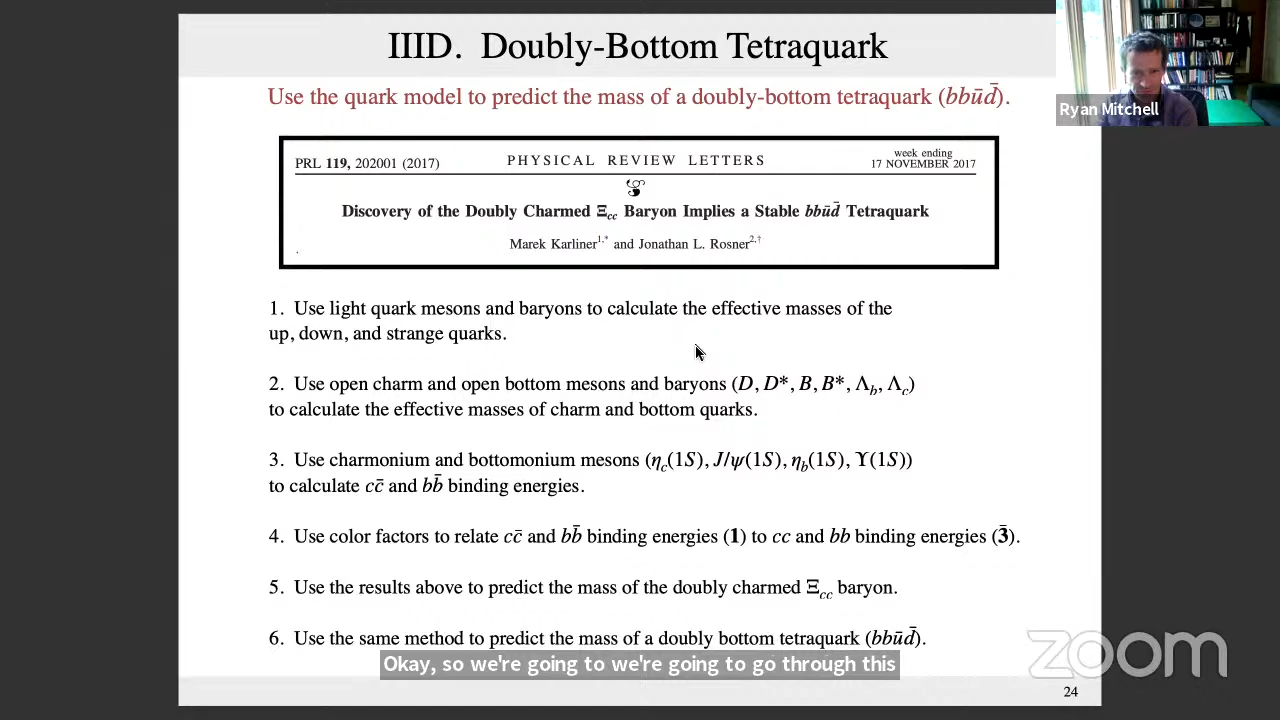 IIID. Doubly-Bottom Tetraquark
Use the quark model to predict the mass of a doubly-bottom tetraquark (bbūd̄).
Ryan Mitchell
PRL 119, 202001 (2017)
PHYSICAL REVIEW LETTERS
week ending
17 NOVEMBER 2017
Discovery of the Doubly Charmed Ξcc Baryon Implies a Stable bbūd̄ Tetraquark
Marek Karliner1,* and Jonathan L. Rosner2,†
1. Use light quark mesons and baryons to calculate the effective masses of the
up, down, and strange quarks.
2. Use open charm and open bottom mesons and baryons (D, D*, B, B*, Λb, Λc)
to calculate the effective masses of charm and bottom quarks.
3. Use charmonium and bottomonium mesons (ηc(1S), J/ψ(1S), ηb(1S), ϒ(1S))
to calculate cc̄ and bb̄ binding energies.
4. Use color factors to relate cc̄ and bb̄ binding energies (1) to cc and bb binding energies (3̄).
5. Use the results above to predict the mass of the doubly charmed Ξcc baryon.
6. Use the same method to predict the mass of a doubly bottom tetraquark (bbūd̄).
Okay, so we're going to we're going to go through this
zoom
24